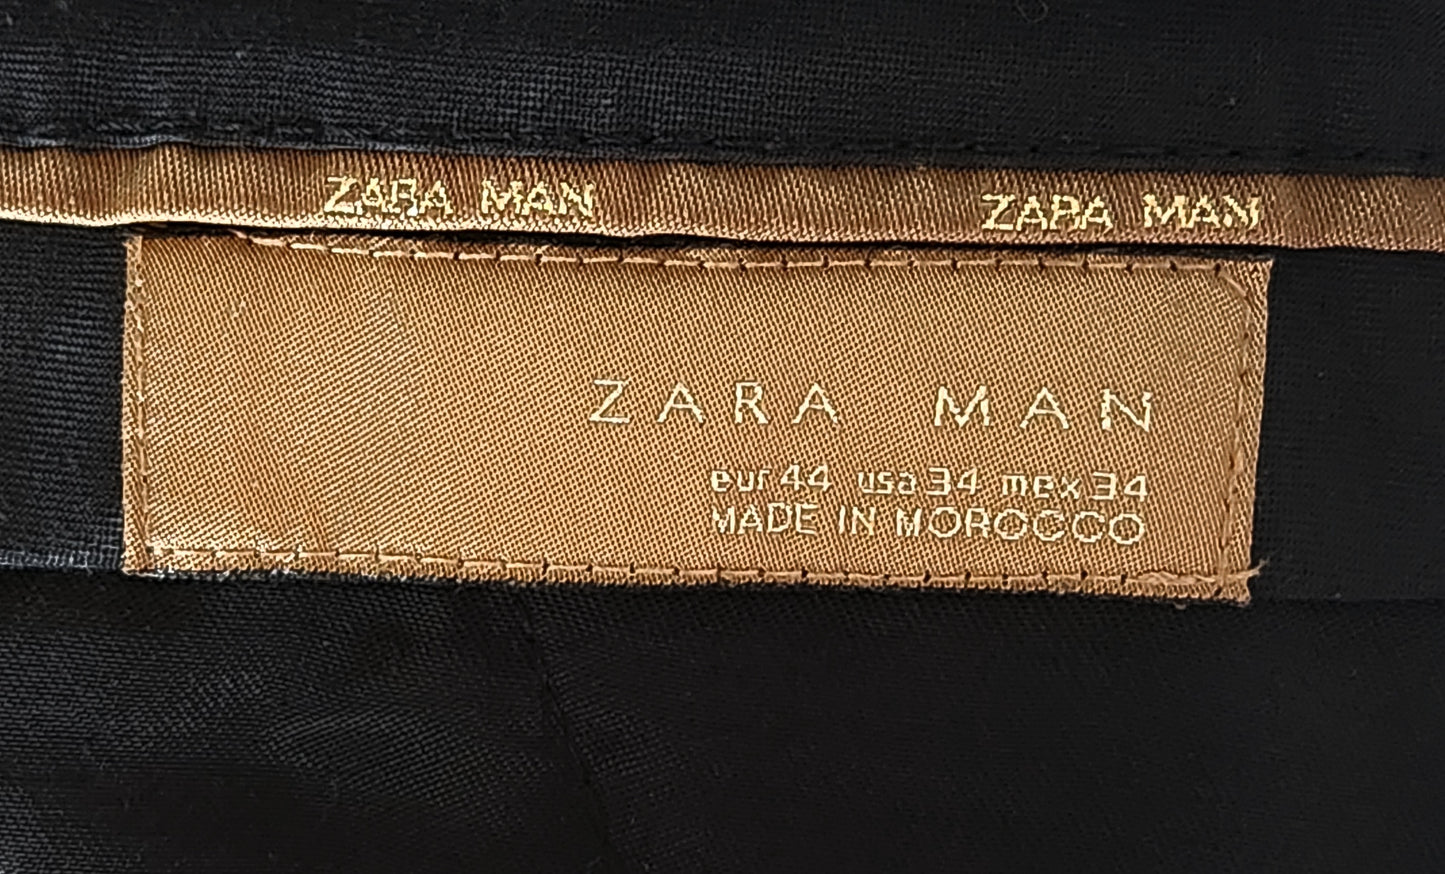 ZARA MAN ZARA MAN
ZARA MAN
eur 44 usa 34 mex 34
MADE IN MOROCCO